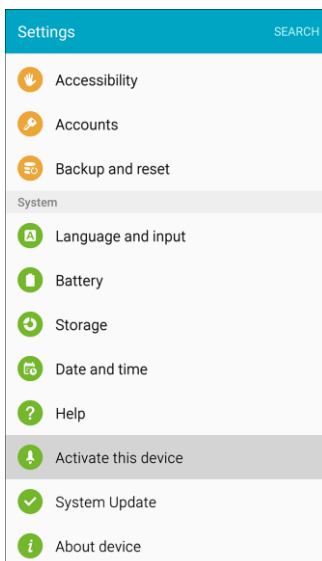 Settings SEARCH
Accessibility
Accounts
Backup and reset
System
A Language and input
Battery
Storage
Date and time
? Help
Activate this device
System Update
i About device